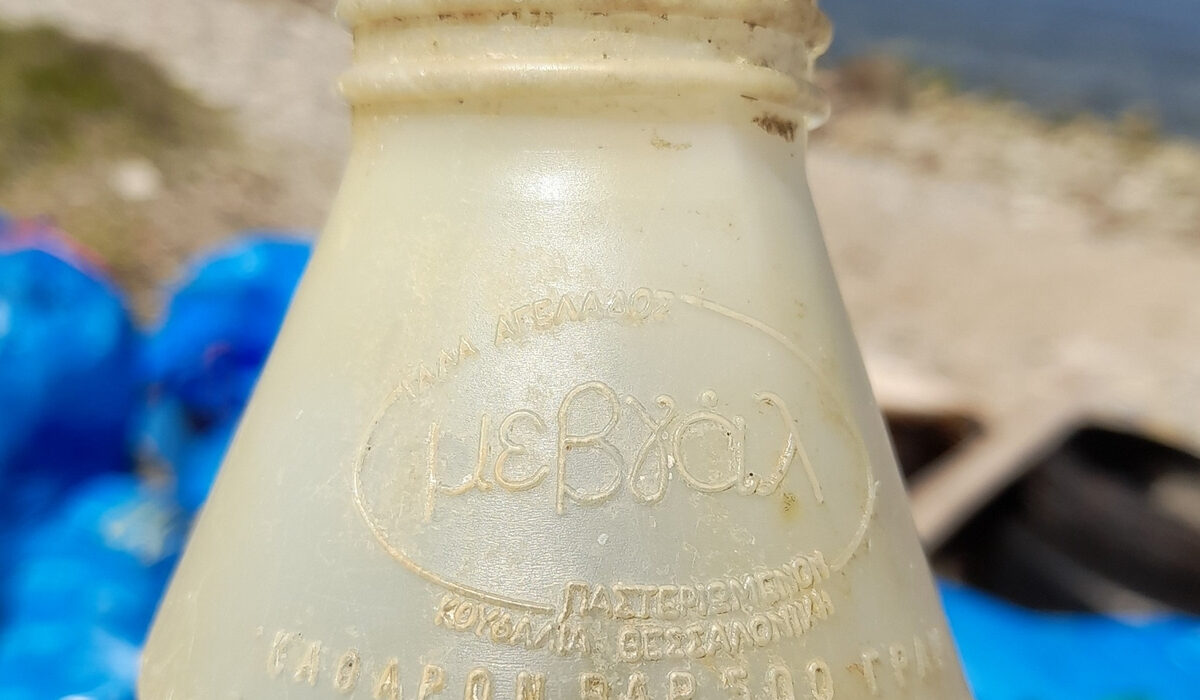 ΓΑΛΑ ΑΓΕΛΑΔΟΣ
μεβγάλ
ΠΑΣΤΕΡΙΩΜΕΝΟΝ
ΚΟΥΦΑΛΙΑ - ΘΕΣΣΑΛΟΝΙΚΗ
ΚΑΘΑΡΟΝ ΒΑΡ 500 ΓΡΑΜ